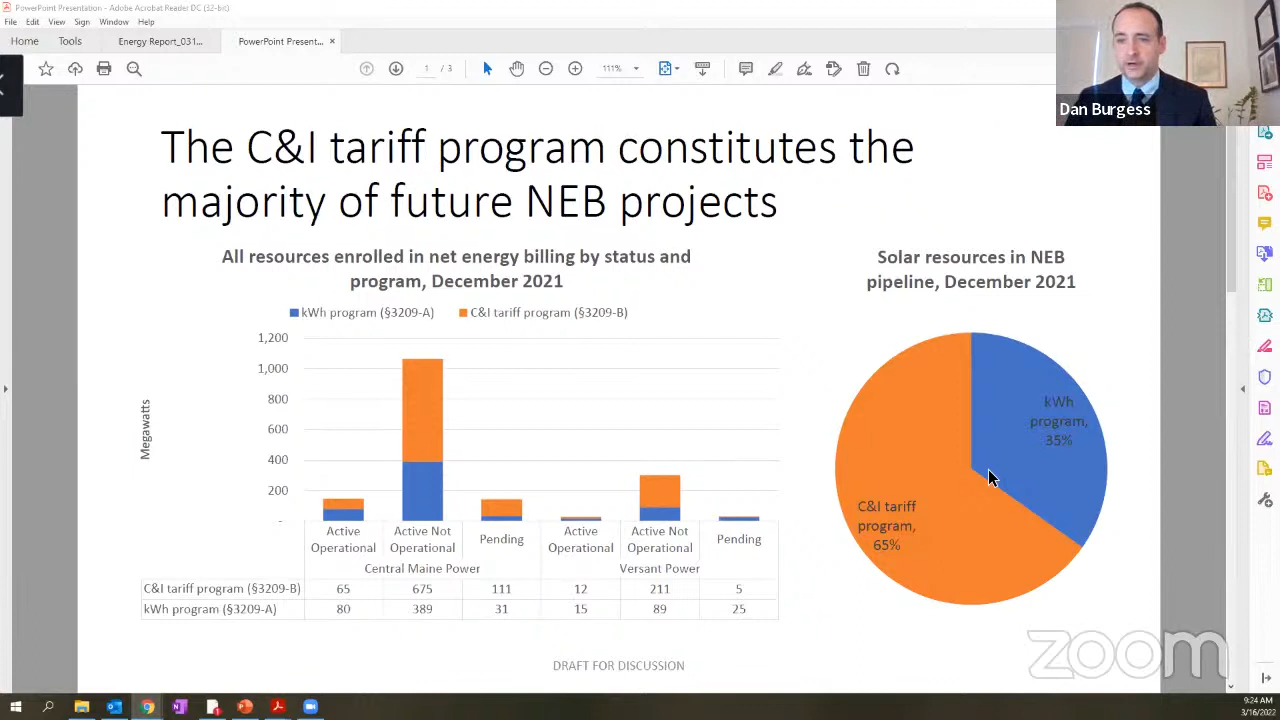 PowerPoint Presentation - Adobe Acrobat Reader DC (32-bit)
File Edit View Sign Window Help
Home Tools Energy Report_031... PowerPoint Present... ×
1 / 3 111%
Dan Burgess
The C&I tariff program constitutes the
majority of future NEB projects
All resources enrolled in net energy billing by status and
program, December 2021
kWh program (§3209-A) C&I tariff program (§3209-B)
Megawatts
1,200
1,000
800
600
400
200
-
Active Operational
Active Not Operational
Pending
Active Operational
Active Not Operational
Pending
Central Maine Power Versant Power
C&I tariff program (§3209-B) 65 675 111 12 211 5
kWh program (§3209-A) 80 389 31 15 89 25
Solar resources in NEB
pipeline, December 2021
kWh
program,
35%
C&I tariff
program,
65%
DRAFT FOR DISCUSSION
zoom
9:24 AM
3/16/2022